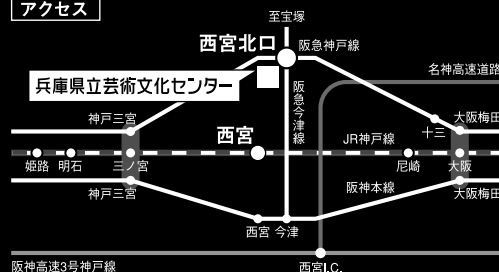 アクセス
至宝塚
西宮北口
阪急神戸線
名神高速道路
兵庫県立芸術文化センター
阪急今津線
神戸三宮
十三
大阪梅田
西宮
JR神戸線
姫路
明石
三ノ宮
尼崎
大阪
神戸三宮
阪神本線
大阪梅田
西宮
今津
阪神高速3号神戸線
西宮I.C.